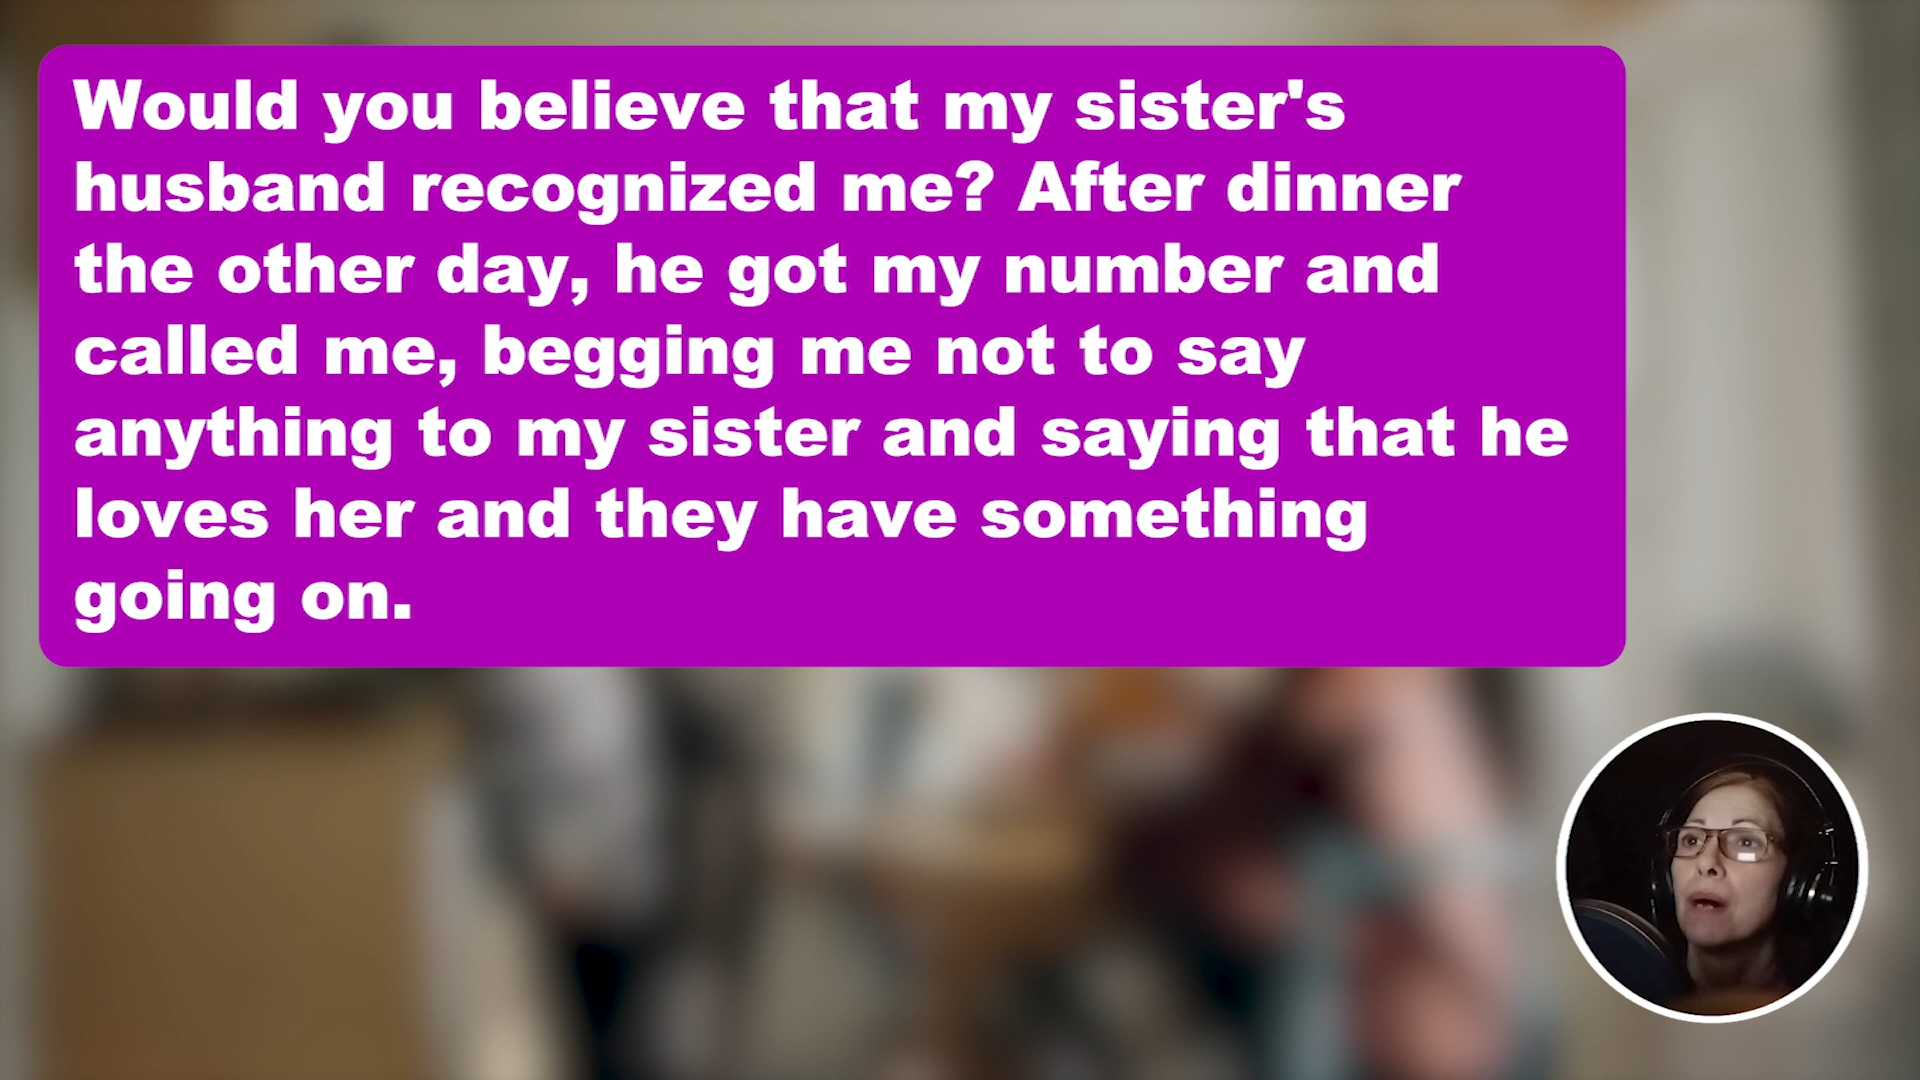 Would you believe that my sister's
husband recognized me? After dinner
the other day, he got my number and
called me, begging me not to say
anything to my sister and saying that he
loves her and they have something
going on.